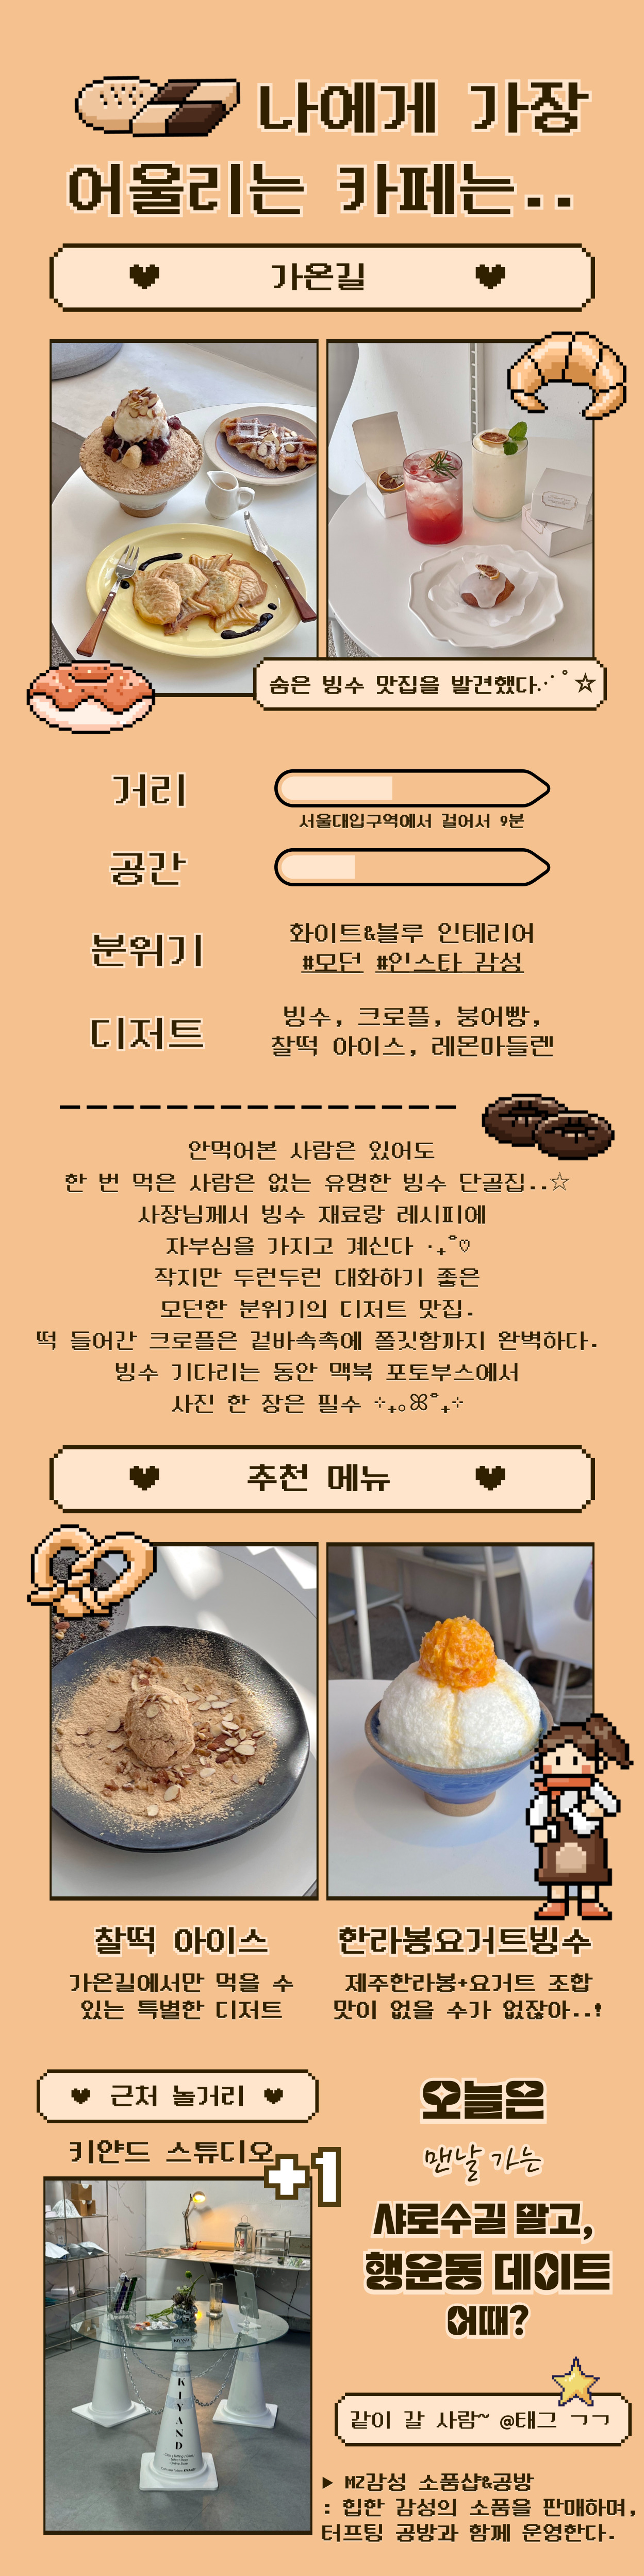 나에게 가장
어울리는 카페는..
가온길
숨은 빙수 맛집을 발견했다.·˙˚☆
거리
서울대입구역에서 걸어서 9분
공간
분위기
화이트&블루 인테리어
#모던 #인스타 감성
디저트
빙수, 크로플, 붕어빵,
찰떡 아이스, 레몬마들렌
안먹어본 사람은 있어도
한 번 먹은 사람은 없는 유명한 빙수 단골집..☆
사장님께서 빙수 재료랑 레시피에
자부심을 가지고 계신다 ‧₊˚♡
작지만 두런두런 대화하기 좋은
모던한 분위기의 디저트 맛집.
떡 들어간 크로플은 겉바속촉에 쫄깃함까지 완벽하다.
빙수 기다리는 동안 맥북 포토부스에서
사진 한 장은 필수 ⊹₊｡ꕤ˚₊⊹
추천 메뉴
찰떡 아이스
가온길에서만 먹을 수
있는 특별한 디저트
한라봉요거트빙수
제주한라봉+요거트 조합
맛이 없을 수가 없잖아..!
근처 놀거리
키얀드 스튜디오
+1
KIYAND
오늘은
맨날 가는
샤로수길 말고,
행운동 데이트
어때?
같이 갈 사람~ @태그 ㄱㄱ
▶ MZ감성 소품샵&공방
: 힙한 감성의 소품을 판매하며,
터프팅 공방과 함께 운영한다.